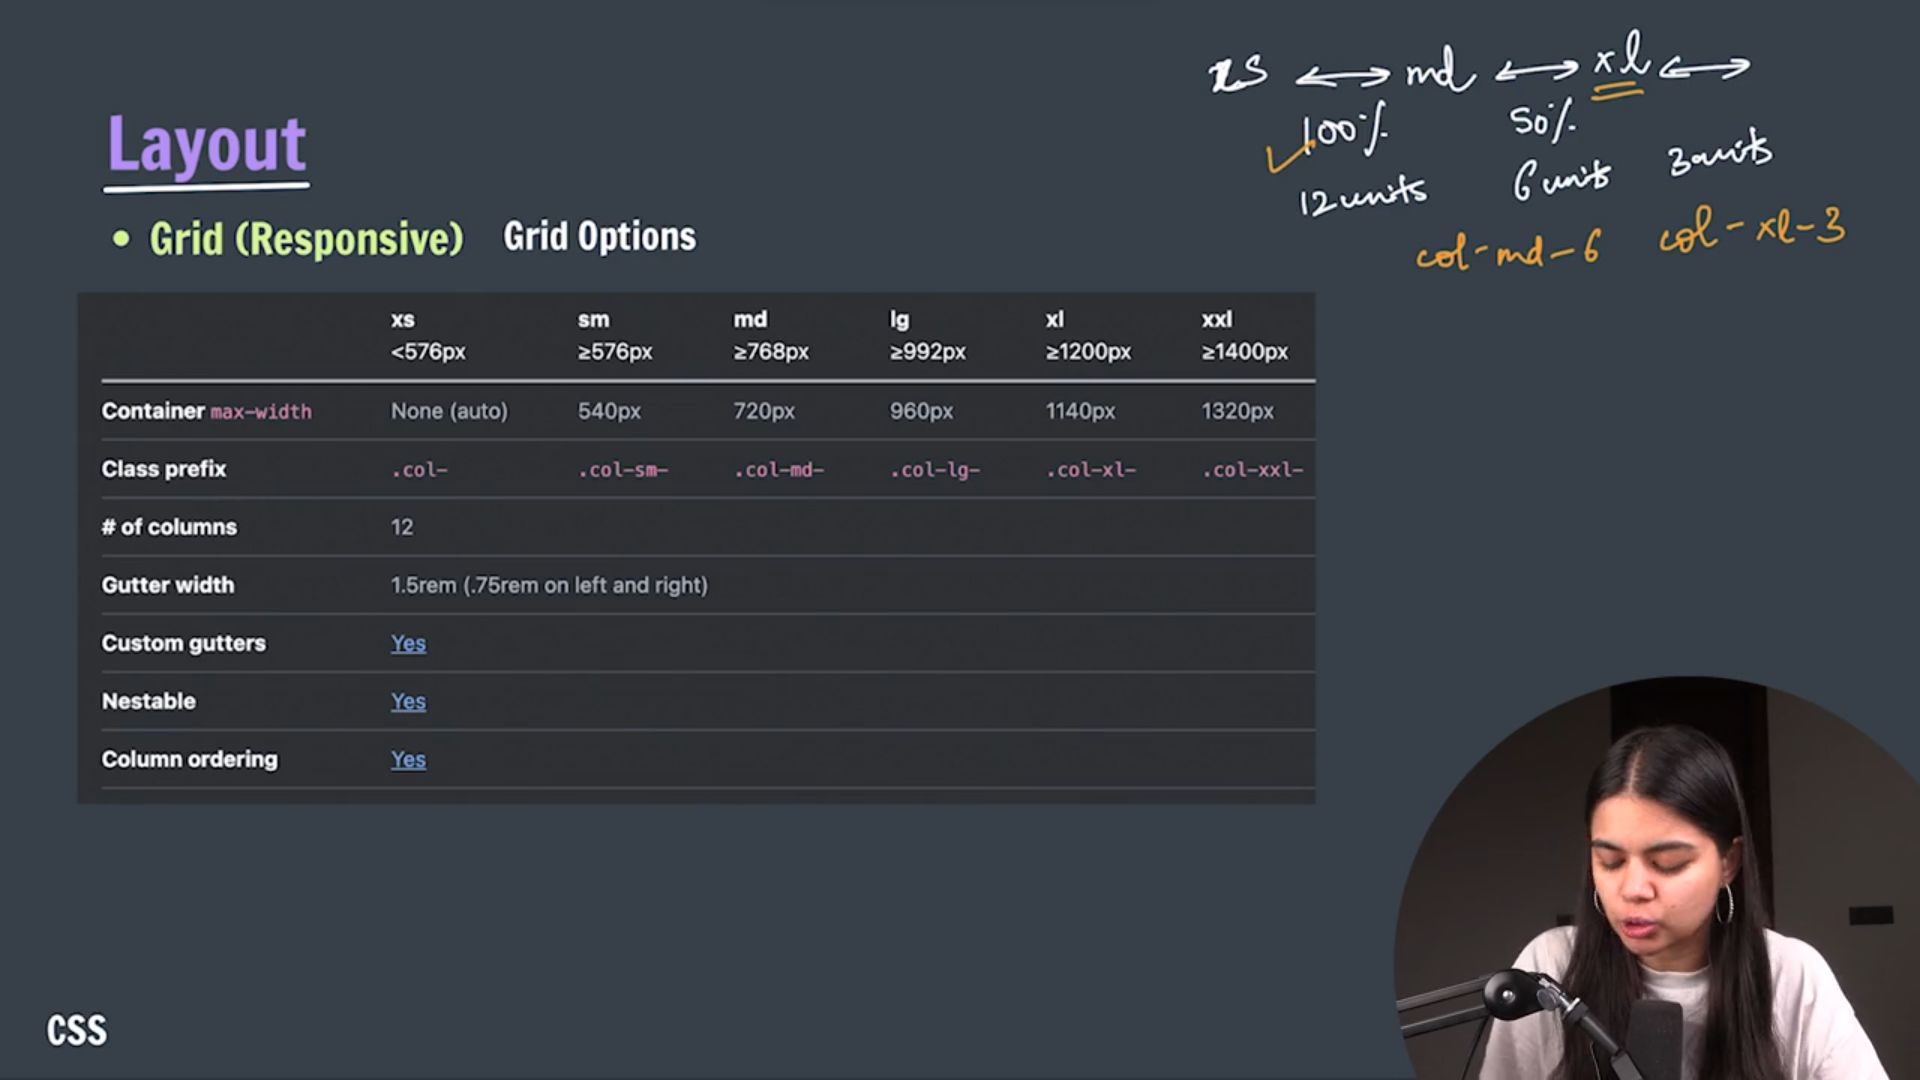 xs ⟷ md ⟷ xl ⟷
100% 50%
12 units 6 units 3 units
col-md-6 col-xl-3
Layout
• Grid (Responsive) Grid Options
xs sm md lg xl xxl
<576px ≥576px ≥768px ≥992px ≥1200px ≥1400px
Container max-width None (auto) 540px 720px 960px 1140px 1320px
Class prefix .col- .col-sm- .col-md- .col-lg- .col-xl- .col-xxl-
# of columns 12
Gutter width 1.5rem (.75rem on left and right)
Custom gutters Yes
Nestable Yes
Column ordering Yes
CSS